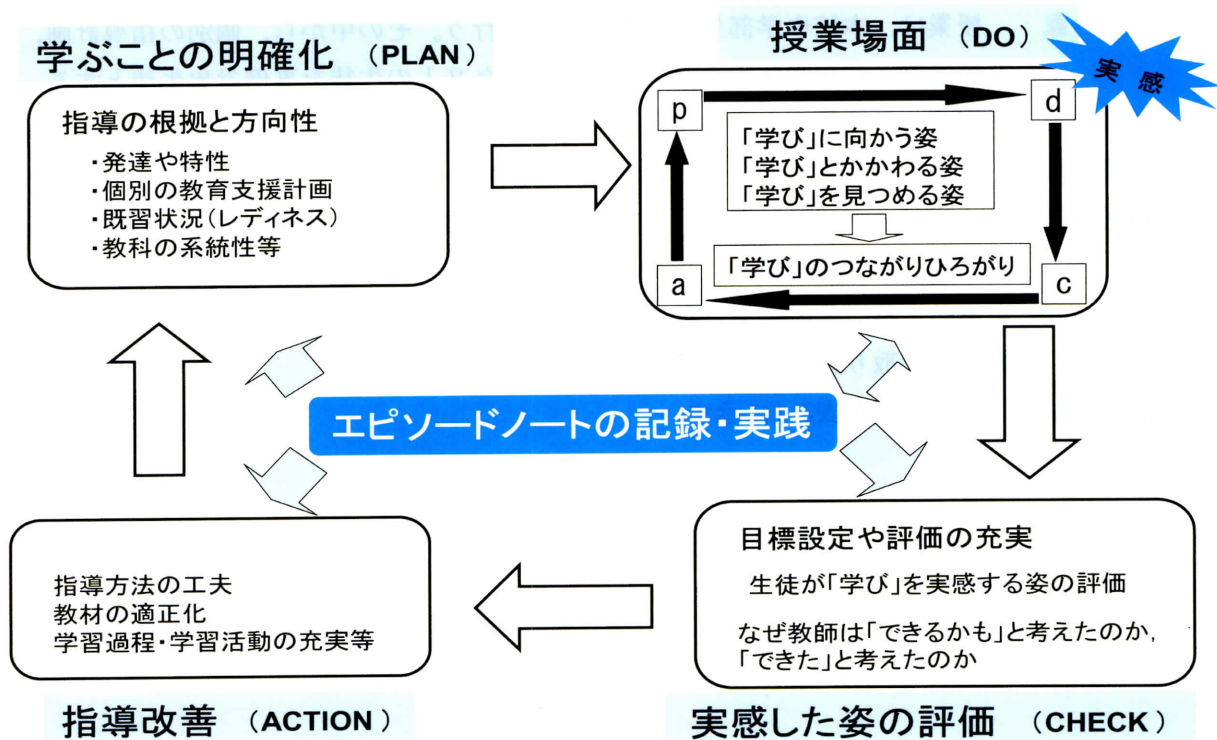 学ぶことの明確化 （PLAN）
指導の根拠と方向性
・発達や特性
・個別の教育支援計画
・既習状況（レディネス）
・教科の系統性等
授業場面 （DO）
実感
p
d
「学び」に向かう姿
「学び」とかかわる姿
「学び」を見つめる姿
「学び」のつながりひろがり
a
c
エピソードノートの記録・実践
指導方法の工夫
教材の適正化
学習過程・学習活動の充実等
指導改善 （ACTION）
目標設定や評価の充実
生徒が「学び」を実感する姿の評価
なぜ教師は「できるかも」と考えたのか，
「できた」と考えたのか
実感した姿の評価 （CHECK）